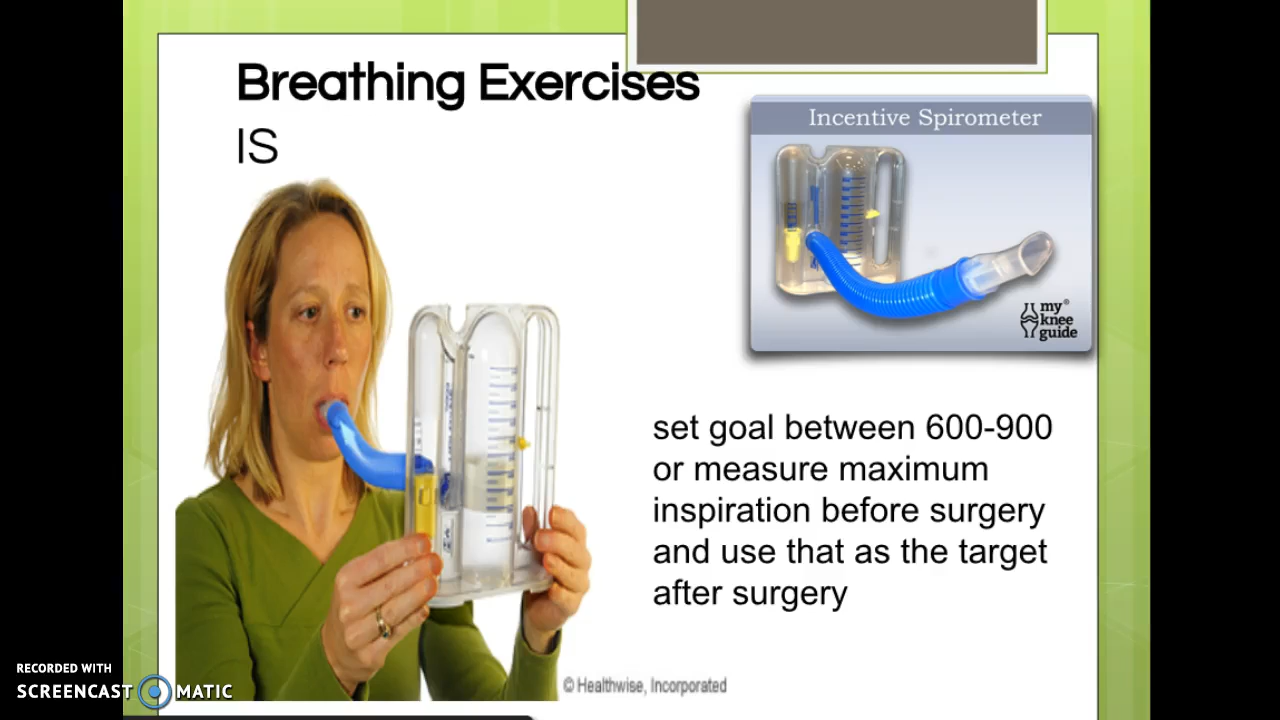 Breathing Exercises
IS
Incentive Spirometer
my®
knee
guide
set goal between 600-900
or measure maximum
inspiration before surgery
and use that as the target
after surgery
© Healthwise, Incorporated
RECORDED WITH
SCREENCAST MATIC